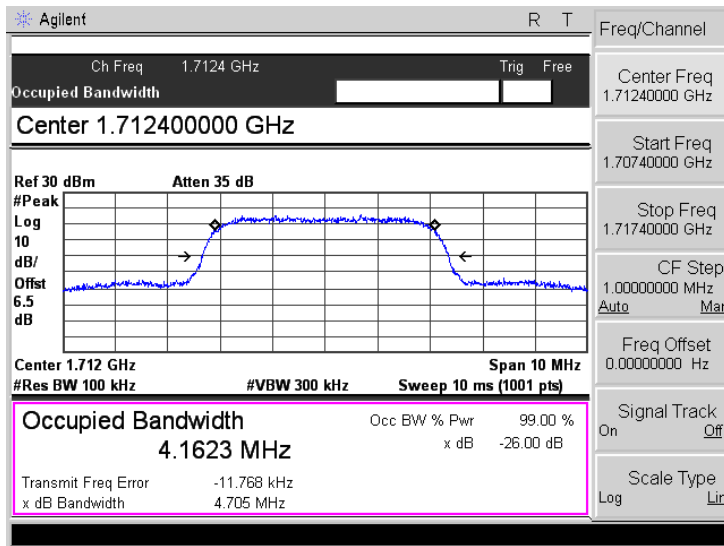 Agilent R T
Ch Freq 1.7124 GHz Trig Free
Occupied Bandwidth
Center 1.712400000 GHz
Ref 30 dBm Atten 35 dB
#Peak
Log
10
dB/
Offst
6.5
dB
Center 1.712 GHz Span 10 MHz
#Res BW 100 kHz #VBW 300 kHz Sweep 10 ms (1001 pts)
Occupied Bandwidth Occ BW % Pwr 99.00 %
4.1623 MHz x dB -26.00 dB
Transmit Freq Error -11.768 kHz
x dB Bandwidth 4.705 MHz
Freq/Channel
Center Freq
1.71240000 GHz
Start Freq
1.70740000 GHz
Stop Freq
1.71740000 GHz
CF Step
1.00000000 MHz
Auto Man
Freq Offset
0.00000000 Hz
Signal Track
On Off
Scale Type
Log Lin